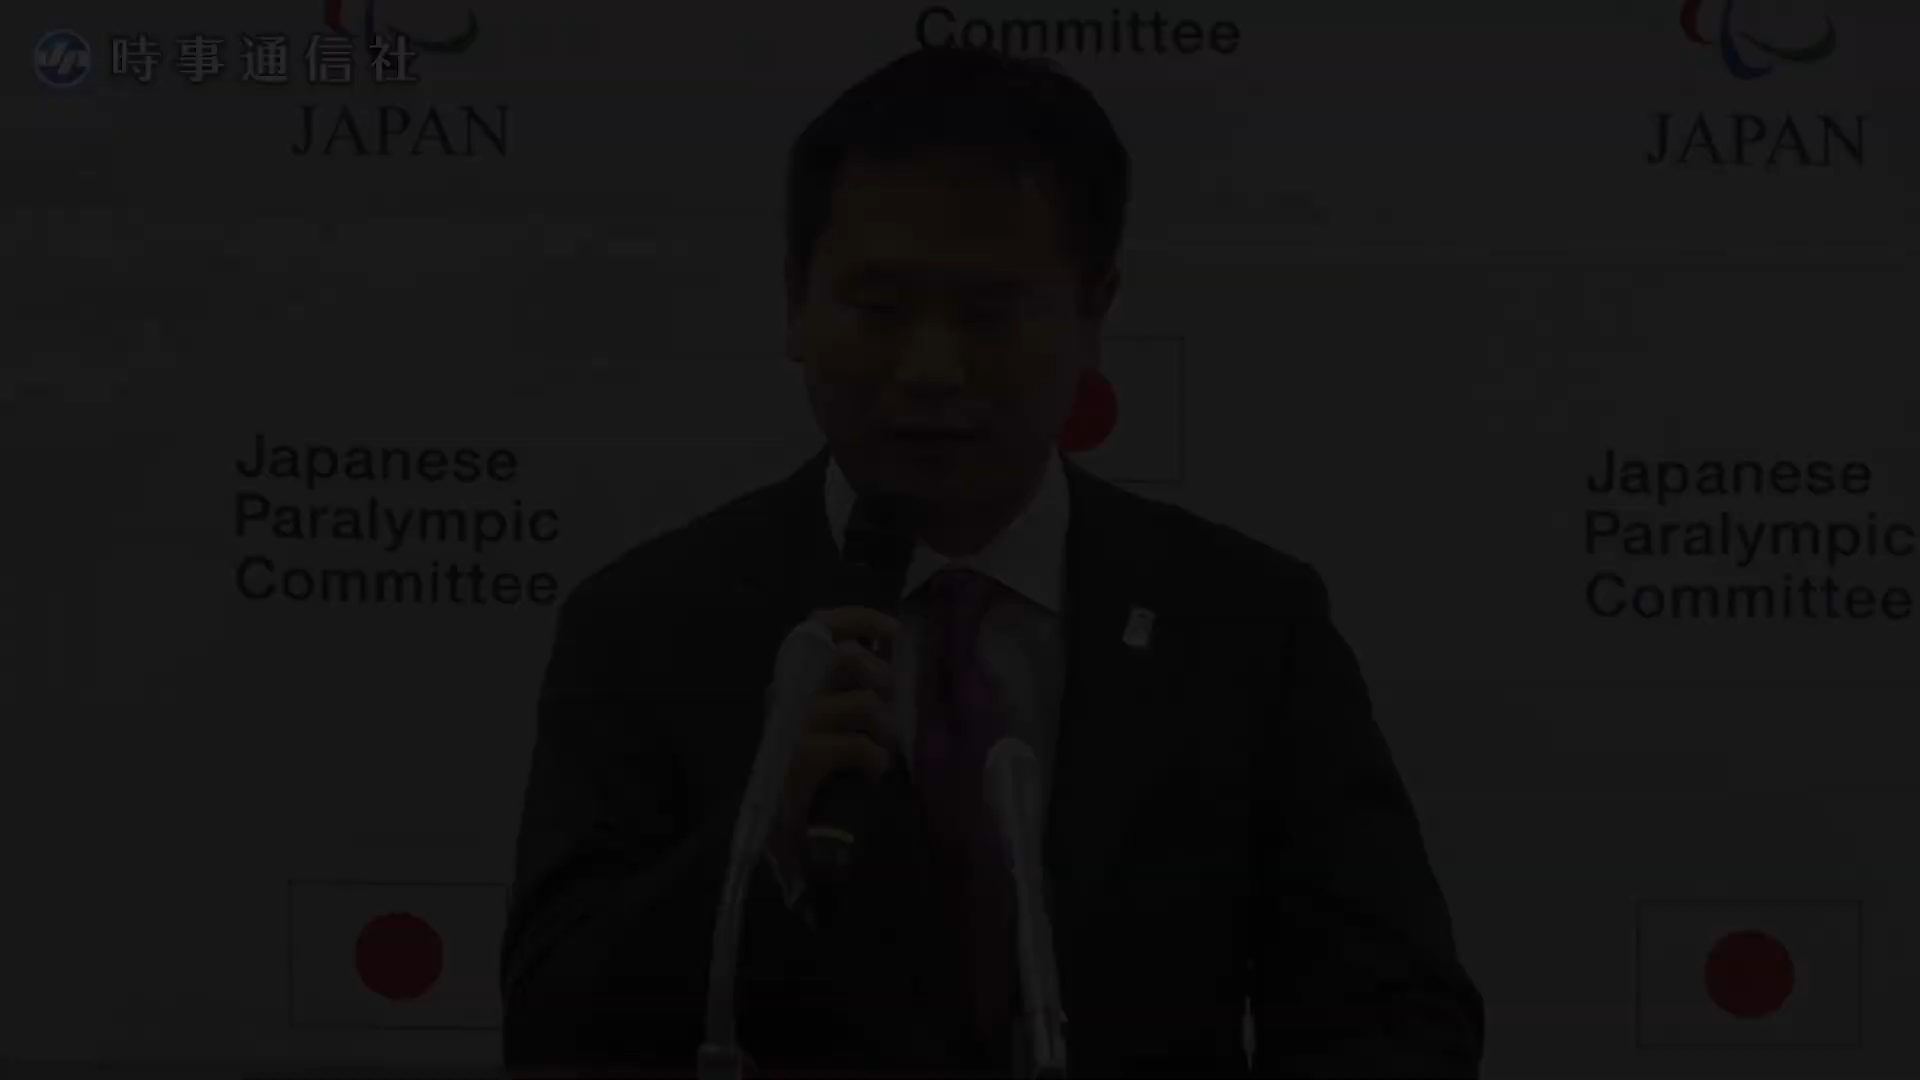 Committee
時事通信社
JAPAN
JAPAN
Japanese
Paralympic
Committee
Japanese
Paralympic
Committee